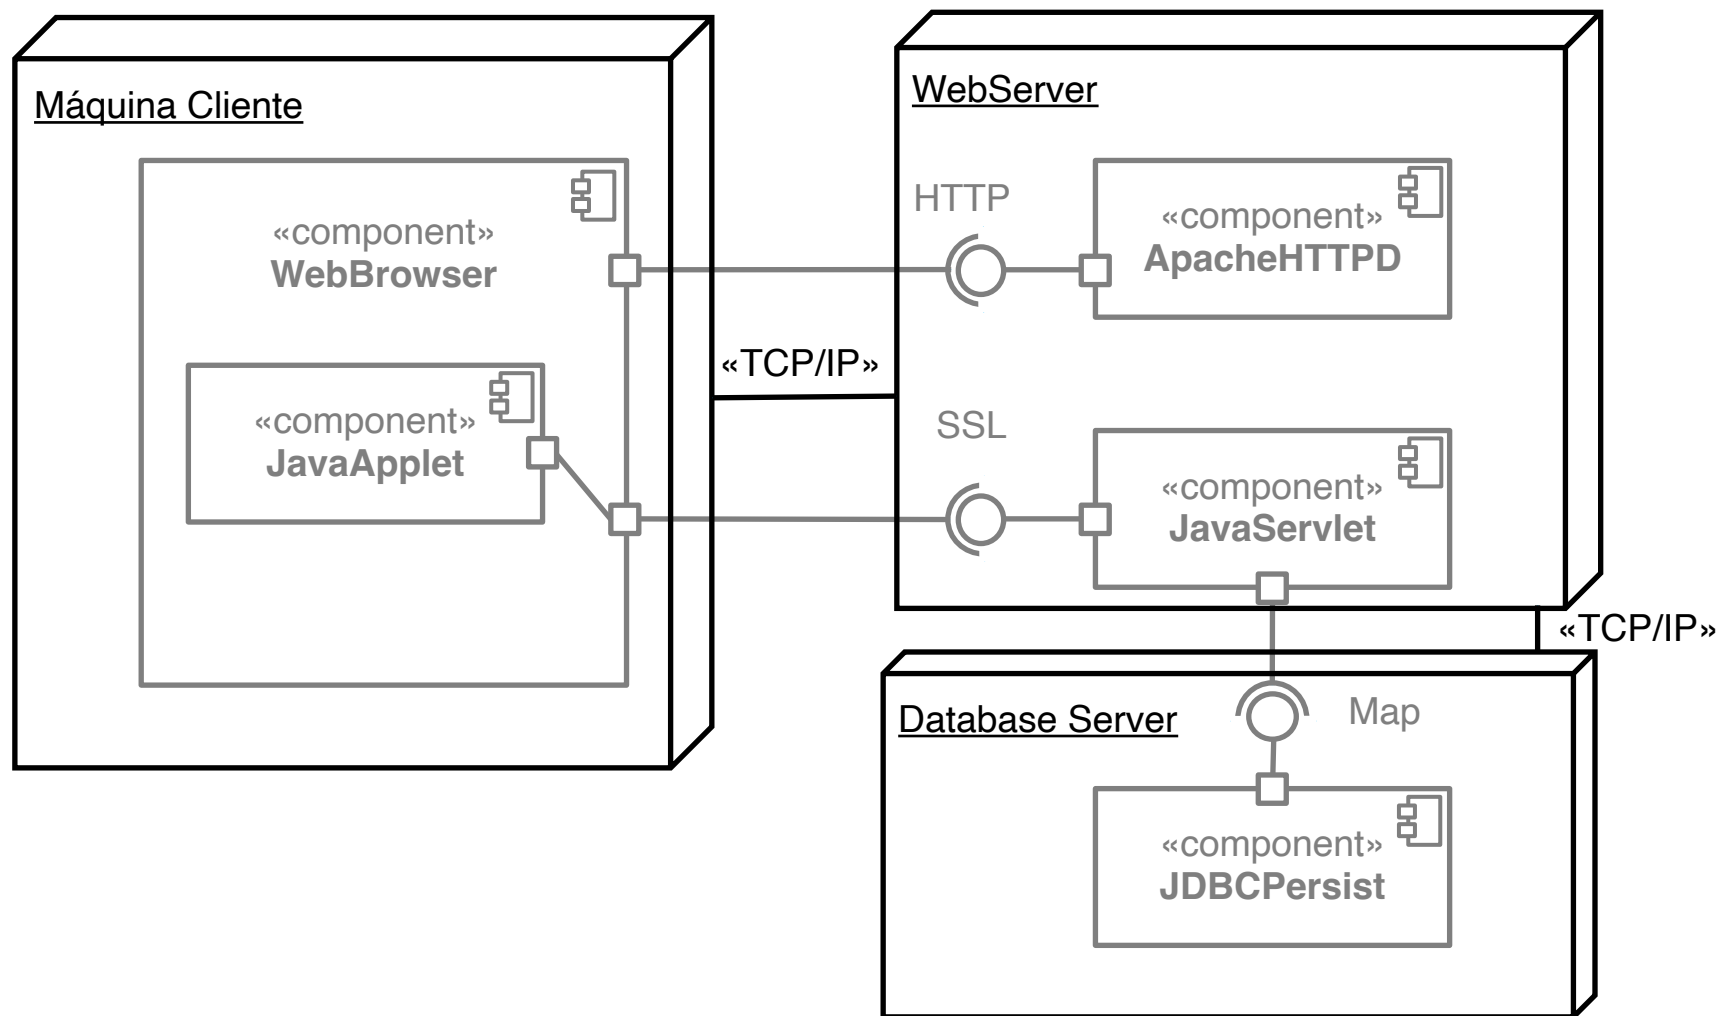 Máquina Cliente
«component»
WebBrowser
«component»
JavaApplet
«TCP/IP»
WebServer
HTTP
«component»
ApacheHTTPD
SSL
«component»
JavaServlet
«TCP/IP»
Database Server
Map
«component»
JDBCPersist